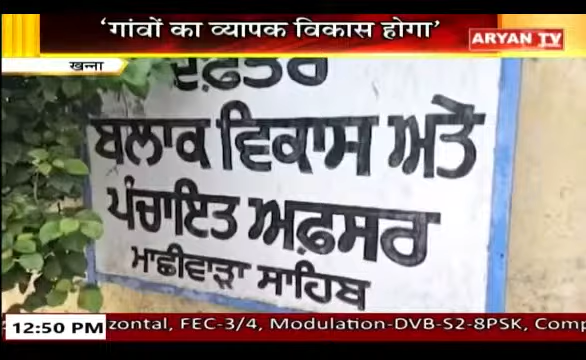 ‘गांवों का व्यापक विकास होगा’
ARYAN TV
खन्ना
ਦਫ਼ਤਰ
ਬਲਾਕ ਵਿਕਾਸ ਅਤੇ
ਪੰਚਾਇਤ ਅਫ਼ਸਰ
ਮਾਛੀਵਾੜਾ ਸਾਹਿਬ
12:50 PM
zontal, FEC-3/4, Modulation-DVB-S2-8PSK, Comp